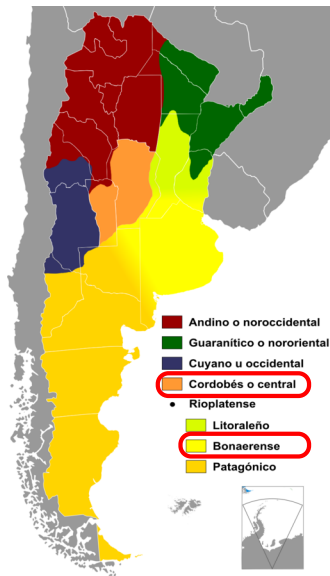 Andino o noroccidental
Guaranítico o nororiental
Cuyano u occidental
Cordobés o central
Rioplatense
Litoraleño
Bonaerense
Patagónico